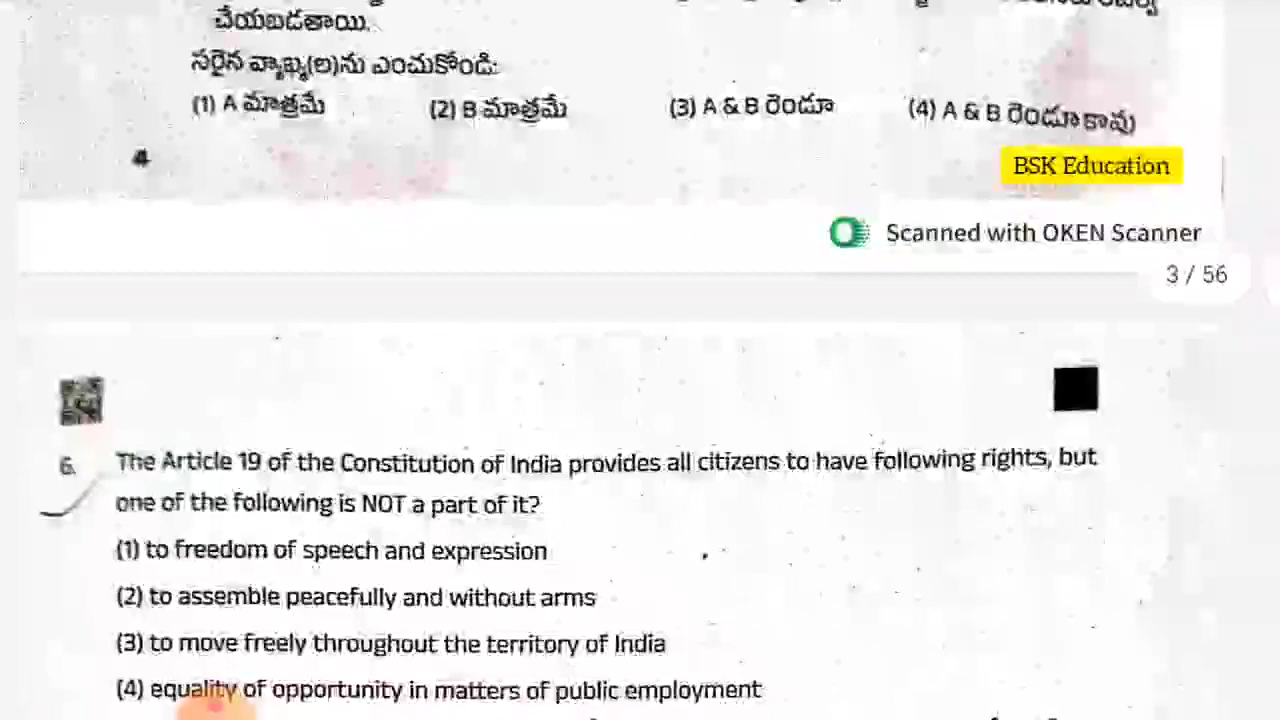 చేయబడతాయి.
సరైన వ్యాఖ్య(ల)ను ఎంచుకోండి:
(1) A మాత్రమే (2) B మాత్రమే (3) A & B రెండూ (4) A & B రెండూ కావు
4
BSK Education
Scanned with OKEN Scanner
3 / 56
6. The Article 19 of the Constitution of India provides all citizens to have following rights, but
one of the following is NOT a part of it?
(1) to freedom of speech and expression
(2) to assemble peacefully and without arms
(3) to move freely throughout the territory of India
(4) equality of opportunity in matters of public employment